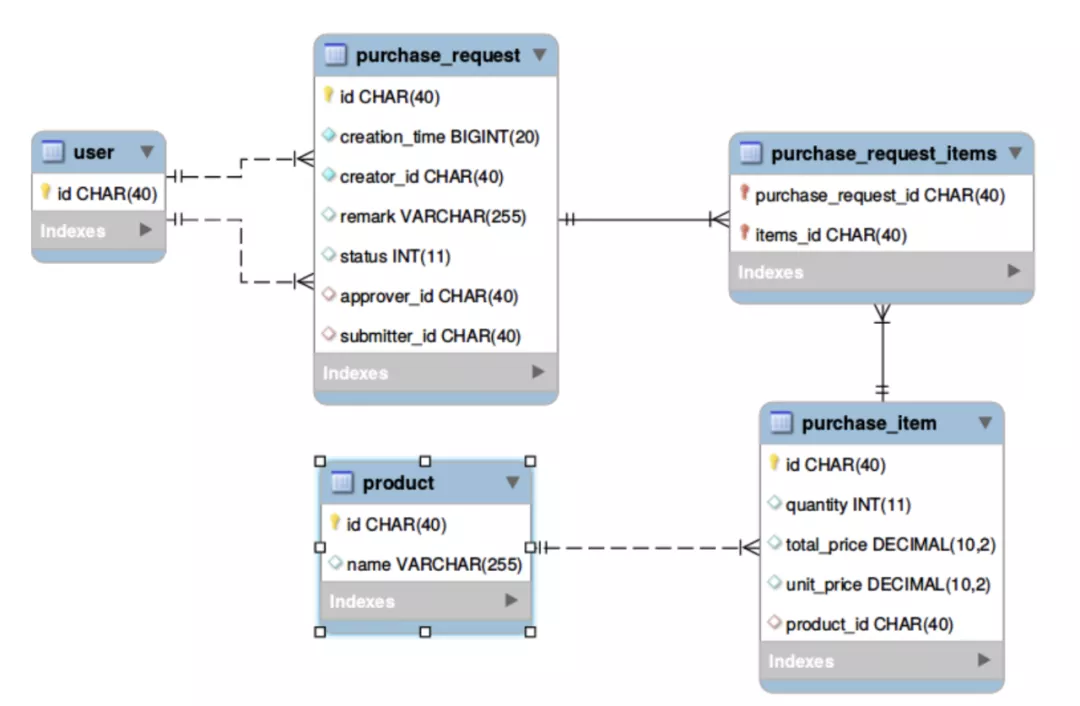 purchase_request
id CHAR(40)
creation_time BIGINT(20)
creator_id CHAR(40)
remark VARCHAR(255)
status INT(11)
approver_id CHAR(40)
submitter_id CHAR(40)
Indexes
user
id CHAR(40)
Indexes
purchase_request_items
purchase_request_id CHAR(40)
items_id CHAR(40)
Indexes
product
id CHAR(40)
name VARCHAR(255)
Indexes
purchase_item
id CHAR(40)
quantity INT(11)
total_price DECIMAL(10,2)
unit_price DECIMAL(10,2)
product_id CHAR(40)
Indexes